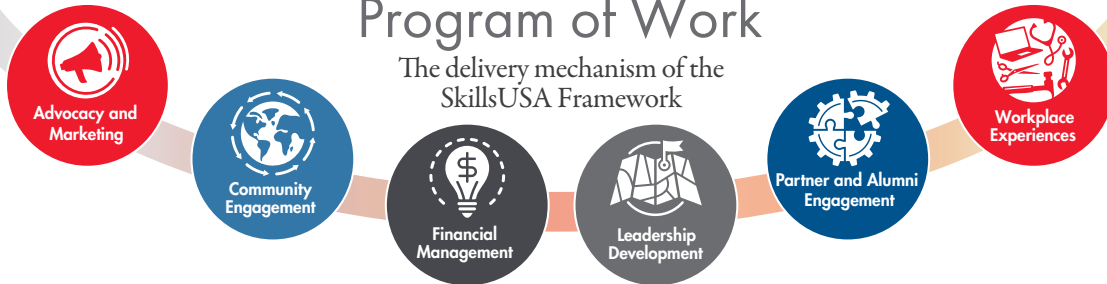 Program of Work
The delivery mechanism of the
SkillsUSA Framework
Advocacy and
Marketing
Community
Engagement
$
Financial
Management
Leadership
Development
Partner and Alumni
Engagement
Workplace
Experiences